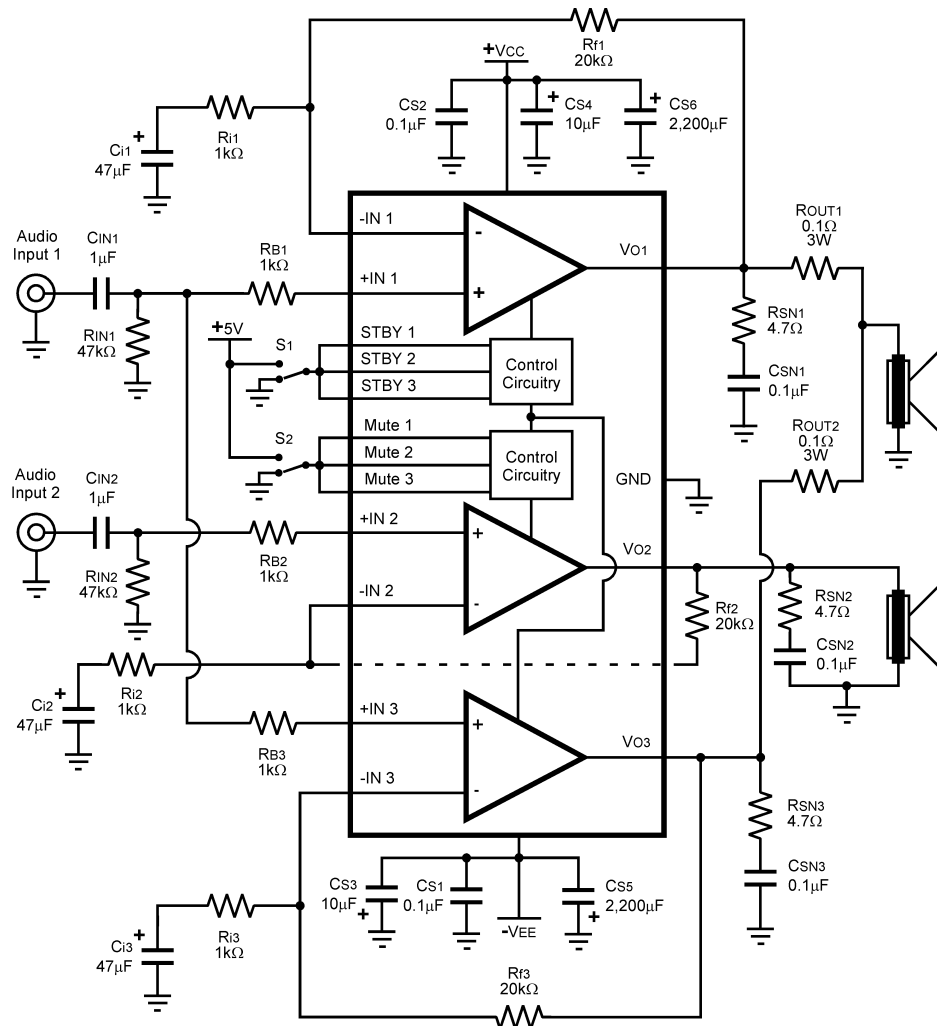 Rf1
20kΩ
+VCC
CS2
0.1µF
+
CS4
10µF
+
CS6
2,200µF
Ri1
1kΩ
+
Ci1
47µF
-IN 1
ROUT1
0.1Ω
3W
Audio
Input 1
CIN1
1µF
RB1
1kΩ
-
VO1
+IN 1
+
RIN1
47kΩ
RSN1
4.7Ω
+5V
S1
STBY 1
STBY 2
STBY 3
Control
Circuitry
CSN1
0.1µF
S2
Mute 1
Mute 2
Mute 3
Control
Circuitry
ROUT2
0.1Ω
3W
GND
Audio
Input 2
CIN2
1µF
+IN 2
+
RB2
1kΩ
VO2
RIN2
47kΩ
-IN 2
-
Rf2
20kΩ
RSN2
4.7Ω
CSN2
0.1µF
Ri2
1kΩ
+
Ci2
47µF
+IN 3
+
RB3
1kΩ
VO3
-IN 3
-
RSN3
4.7Ω
CSN3
0.1µF
CS3
10µF
+
CS1
0.1µF
CS5
2,200µF
+
-VEE
Ri3
1kΩ
+
Ci3
47µF
Rf3
20kΩ